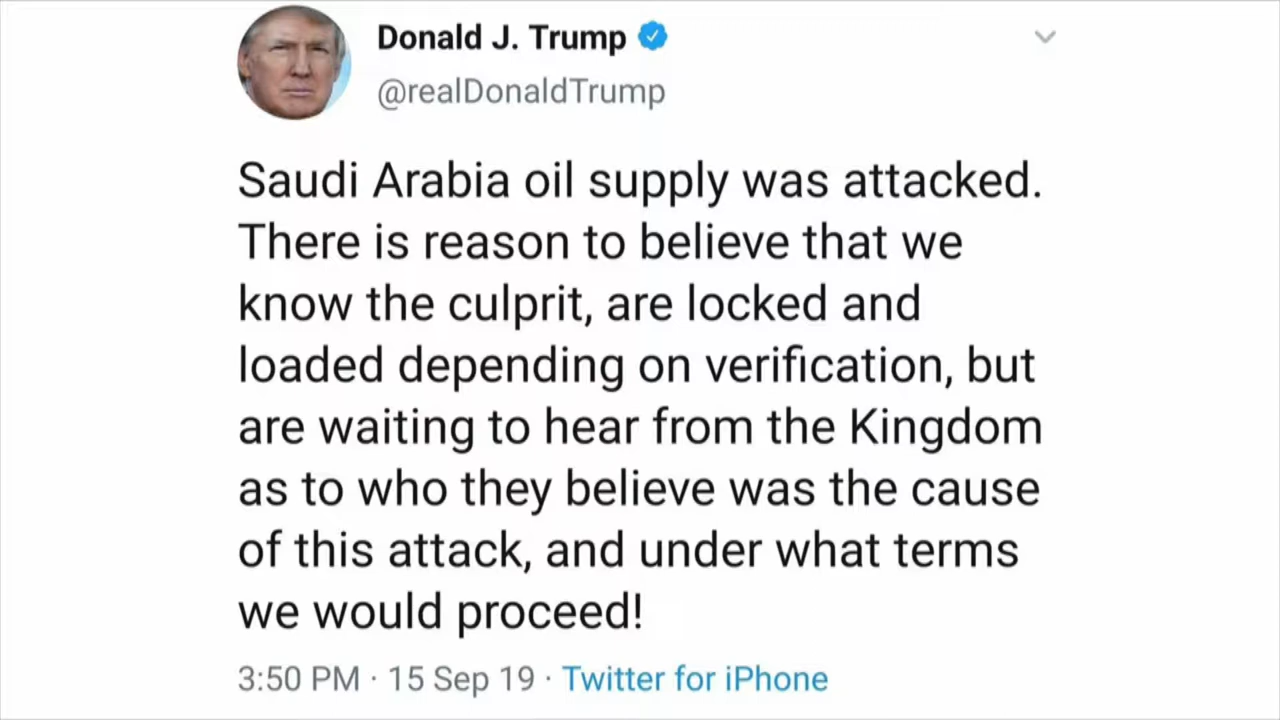 Donald J. Trump
@realDonaldTrump
Saudi Arabia oil supply was attacked.
There is reason to believe that we
know the culprit, are locked and
loaded depending on verification, but
are waiting to hear from the Kingdom
as to who they believe was the cause
of this attack, and under what terms
we would proceed!
3:50 PM · 15 Sep 19 · Twitter for iPhone